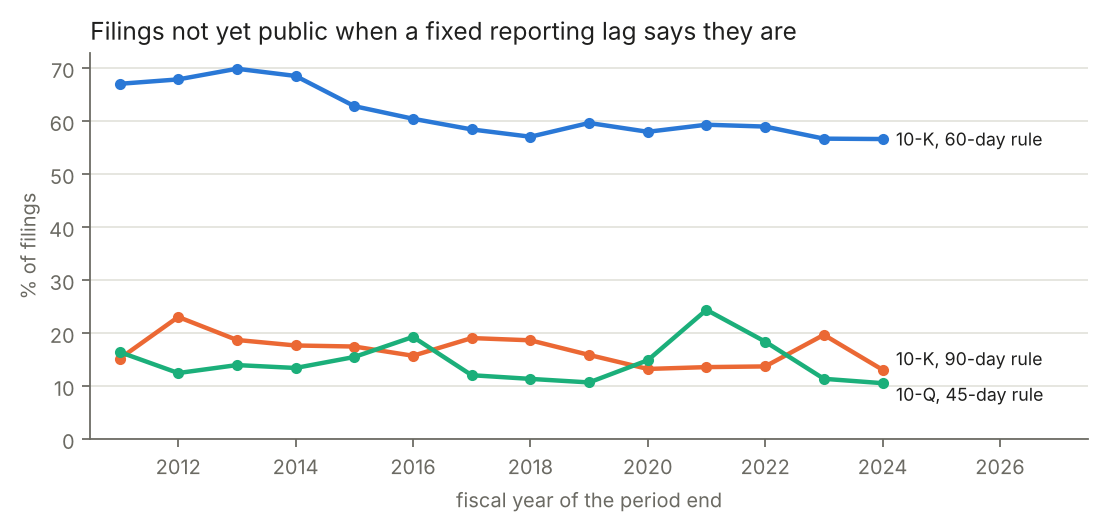 Filings not yet public when a fixed reporting lag says they are
% of filings
70
60
50
40
30
20
10
0
10-K, 60-day rule
10-K, 90-day rule
10-Q, 45-day rule
2012 2014 2016 2018 2020 2022 2024 2026
fiscal year of the period end